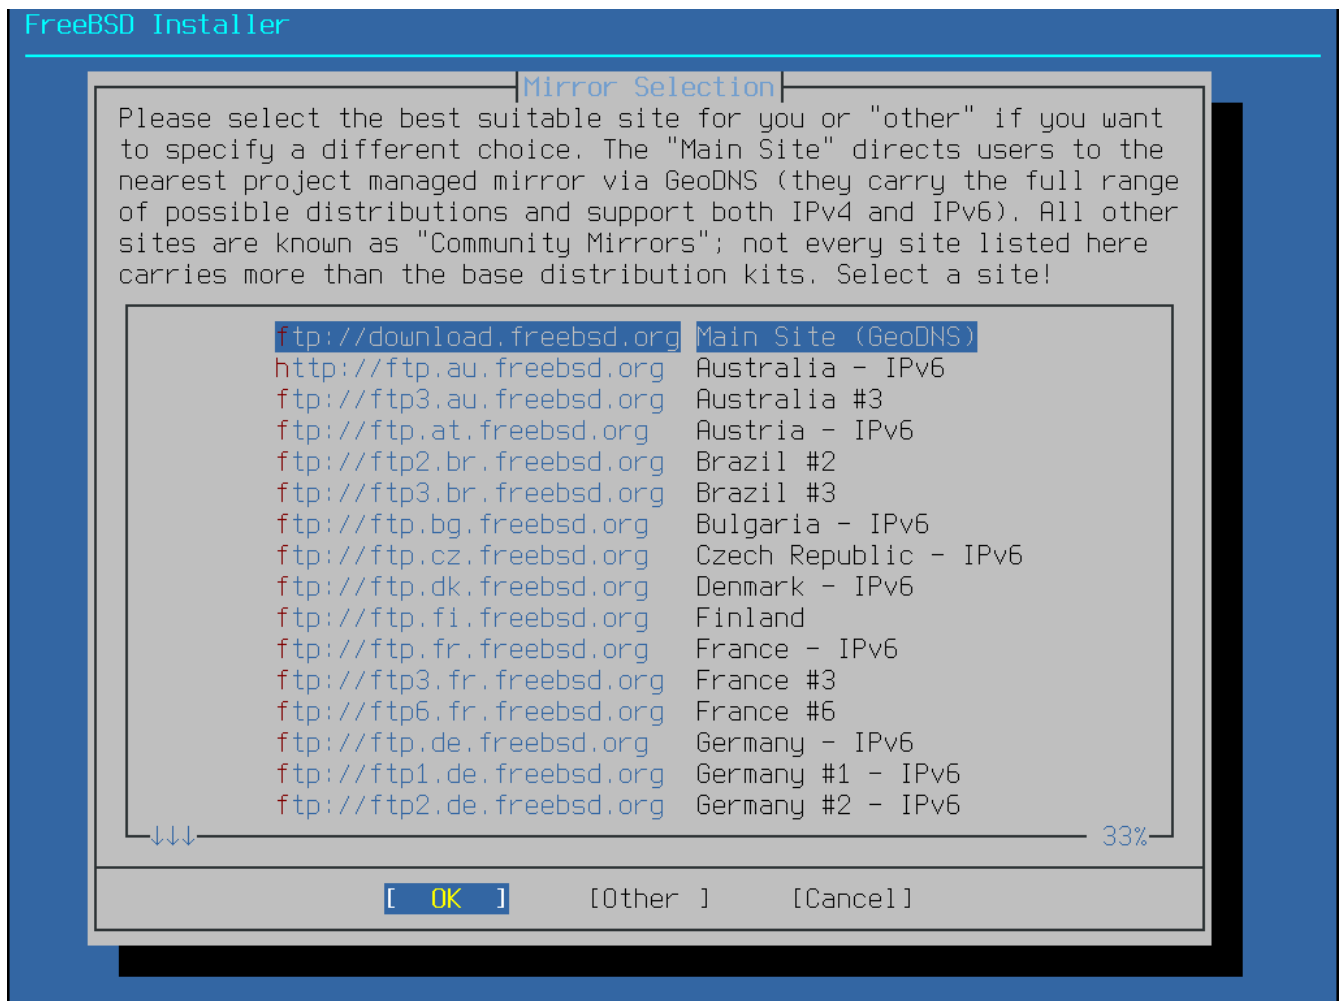 FreeBSD Installer
Mirror Selection
Please select the best suitable site for you or "other" if you want
to specify a different choice. The "Main Site" directs users to the
nearest project managed mirror via GeoDNS (they carry the full range
of possible distributions and support both IPv4 and IPv6). All other
sites are known as "Community Mirrors"; not every site listed here
carries more than the base distribution kits. Select a site!
ftp://download.freebsd.org Main Site (GeoDNS)
http://ftp.au.freebsd.org Australia - IPv6
ftp://ftp3.au.freebsd.org Australia #3
ftp://ftp.at.freebsd.org Austria - IPv6
ftp://ftp2.br.freebsd.org Brazil #2
ftp://ftp3.br.freebsd.org Brazil #3
ftp://ftp.bg.freebsd.org Bulgaria - IPv6
ftp://ftp.cz.freebsd.org Czech Republic - IPv6
ftp://ftp.dk.freebsd.org Denmark - IPv6
ftp://ftp.fi.freebsd.org Finland
ftp://ftp.fr.freebsd.org France - IPv6
ftp://ftp3.fr.freebsd.org France #3
ftp://ftp6.fr.freebsd.org France #6
ftp://ftp.de.freebsd.org Germany - IPv6
ftp://ftp1.de.freebsd.org Germany #1 - IPv6
ftp://ftp2.de.freebsd.org Germany #2 - IPv6
↓↓↓ 33%
[ OK ] [Other ] [Cancel]